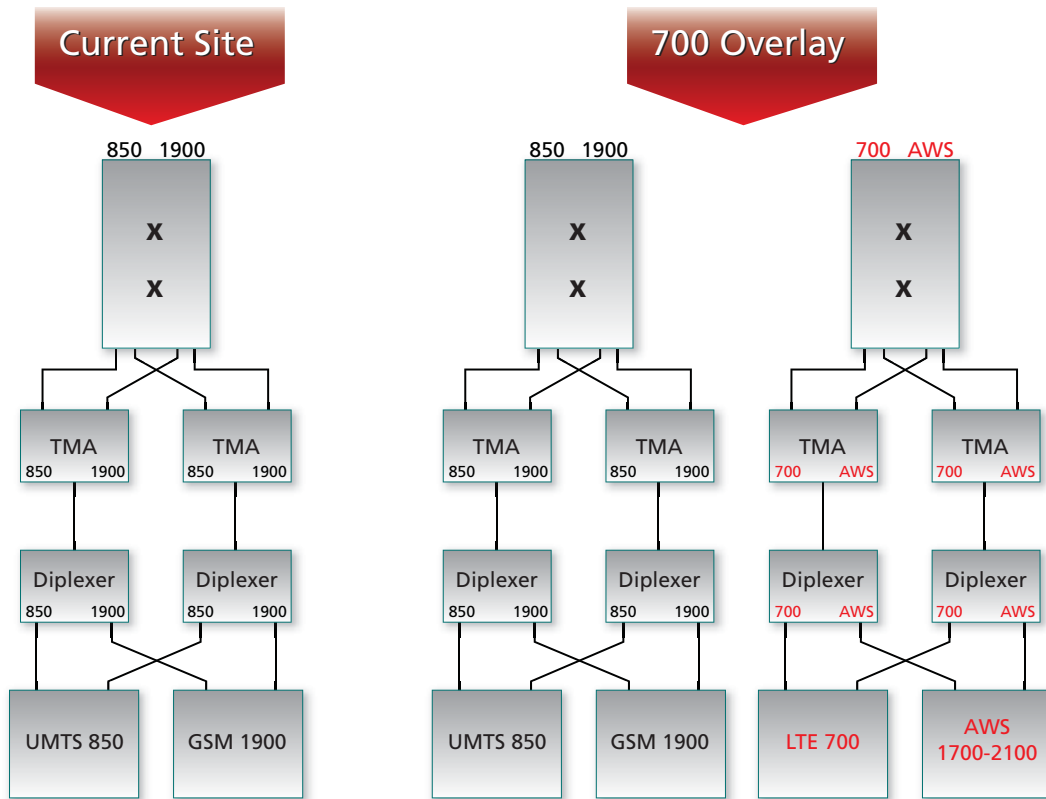 Current Site
700 Overlay
850 1900
850 1900
700 AWS
X
X
X
X
X
X
TMA
850 1900
TMA
850 1900
TMA
850 1900
TMA
850 1900
TMA
700 AWS
TMA
700 AWS
Diplexer
850 1900
Diplexer
850 1900
Diplexer
850 1900
Diplexer
850 1900
Diplexer
700 AWS
Diplexer
700 AWS
UMTS 850
GSM 1900
UMTS 850
GSM 1900
LTE 700
AWS
1700-2100